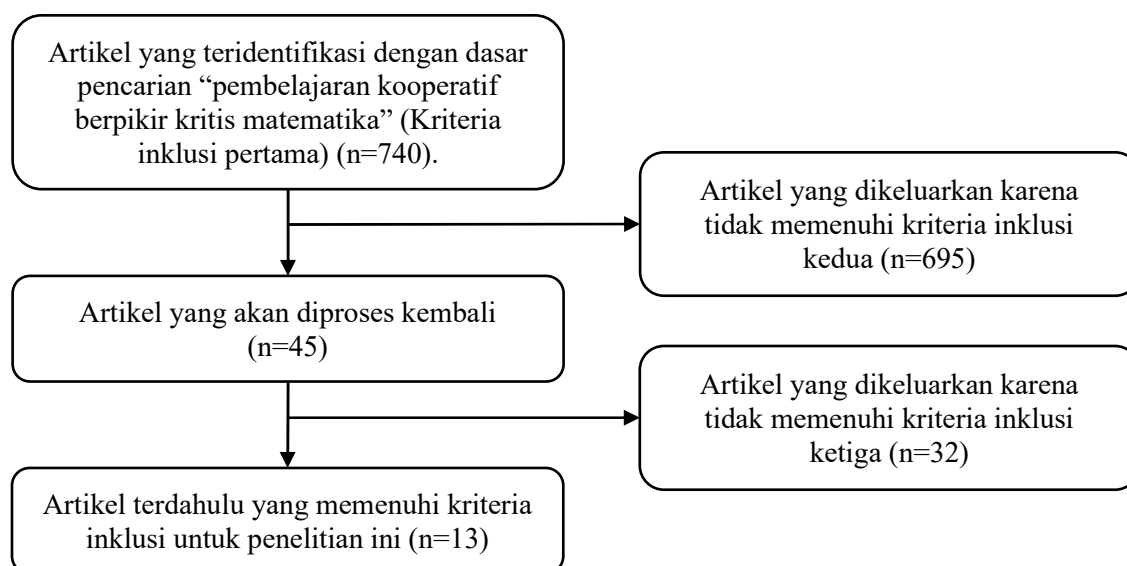 Artikel yang teridentifikasi dengan dasar
pencarian “pembelajaran kooperatif
berpikir kritis matematika” (Kriteria
inklusi pertama) (n=740).
Artikel yang dikeluarkan karena
tidak memenuhi kriteria inklusi
kedua (n=695)
Artikel yang akan diproses kembali
(n=45)
Artikel yang dikeluarkan karena
tidak memenuhi kriteria inklusi
ketiga (n=32)
Artikel terdahulu yang memenuhi kriteria
inklusi untuk penelitian ini (n=13)